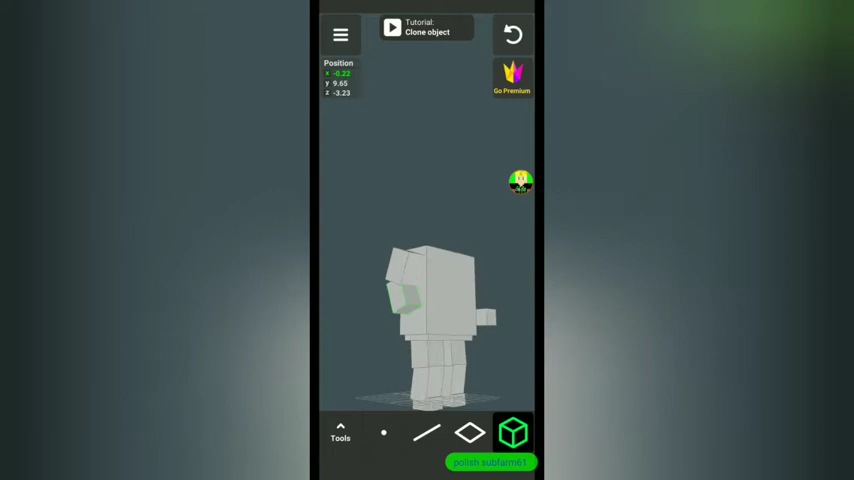 Tutorial:
Clone object
Position
x -0.22
y 9.65
z -3.23
Go Premium
Tools
polish subfarm61